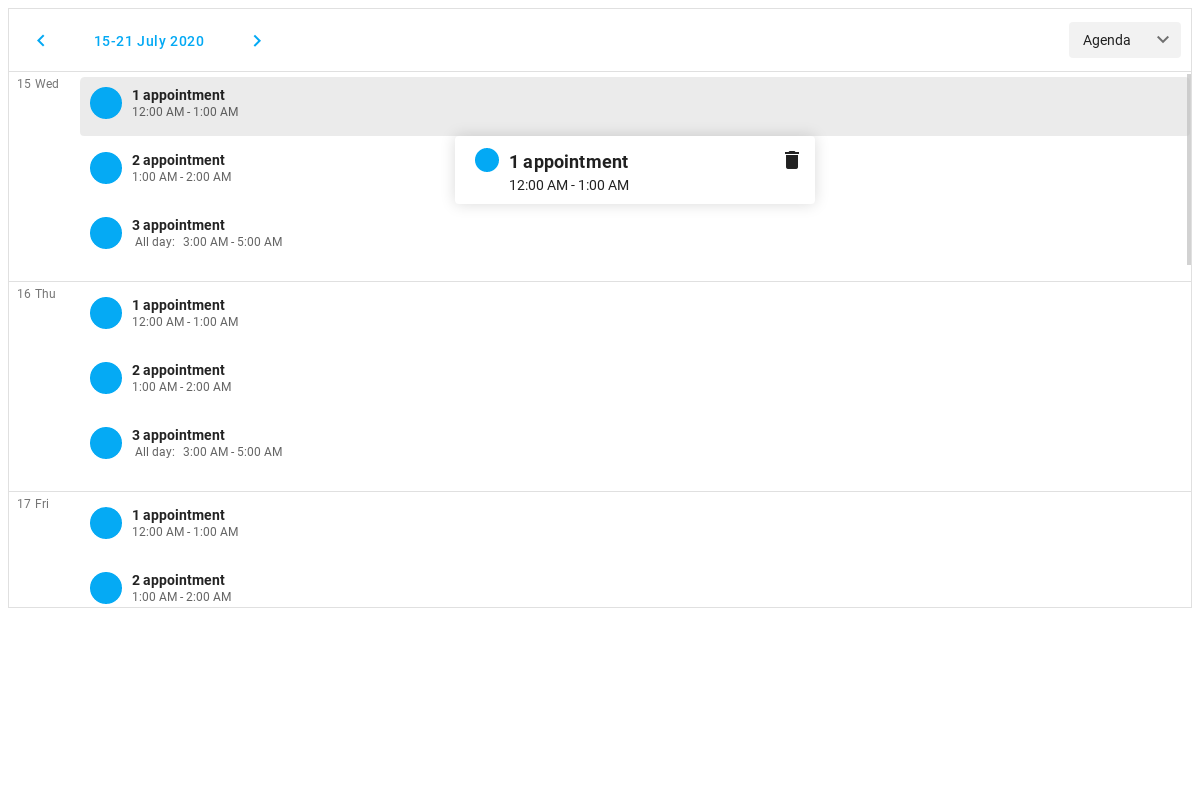 15-21 July 2020
Agenda
15 Wed
1 appointment
12:00 AM - 1:00 AM
2 appointment
1:00 AM - 2:00 AM
1 appointment
12:00 AM - 1:00 AM
3 appointment
All day: 3:00 AM - 5:00 AM
16 Thu
1 appointment
12:00 AM - 1:00 AM
2 appointment
1:00 AM - 2:00 AM
3 appointment
All day: 3:00 AM - 5:00 AM
17 Fri
1 appointment
12:00 AM - 1:00 AM
2 appointment
1:00 AM - 2:00 AM